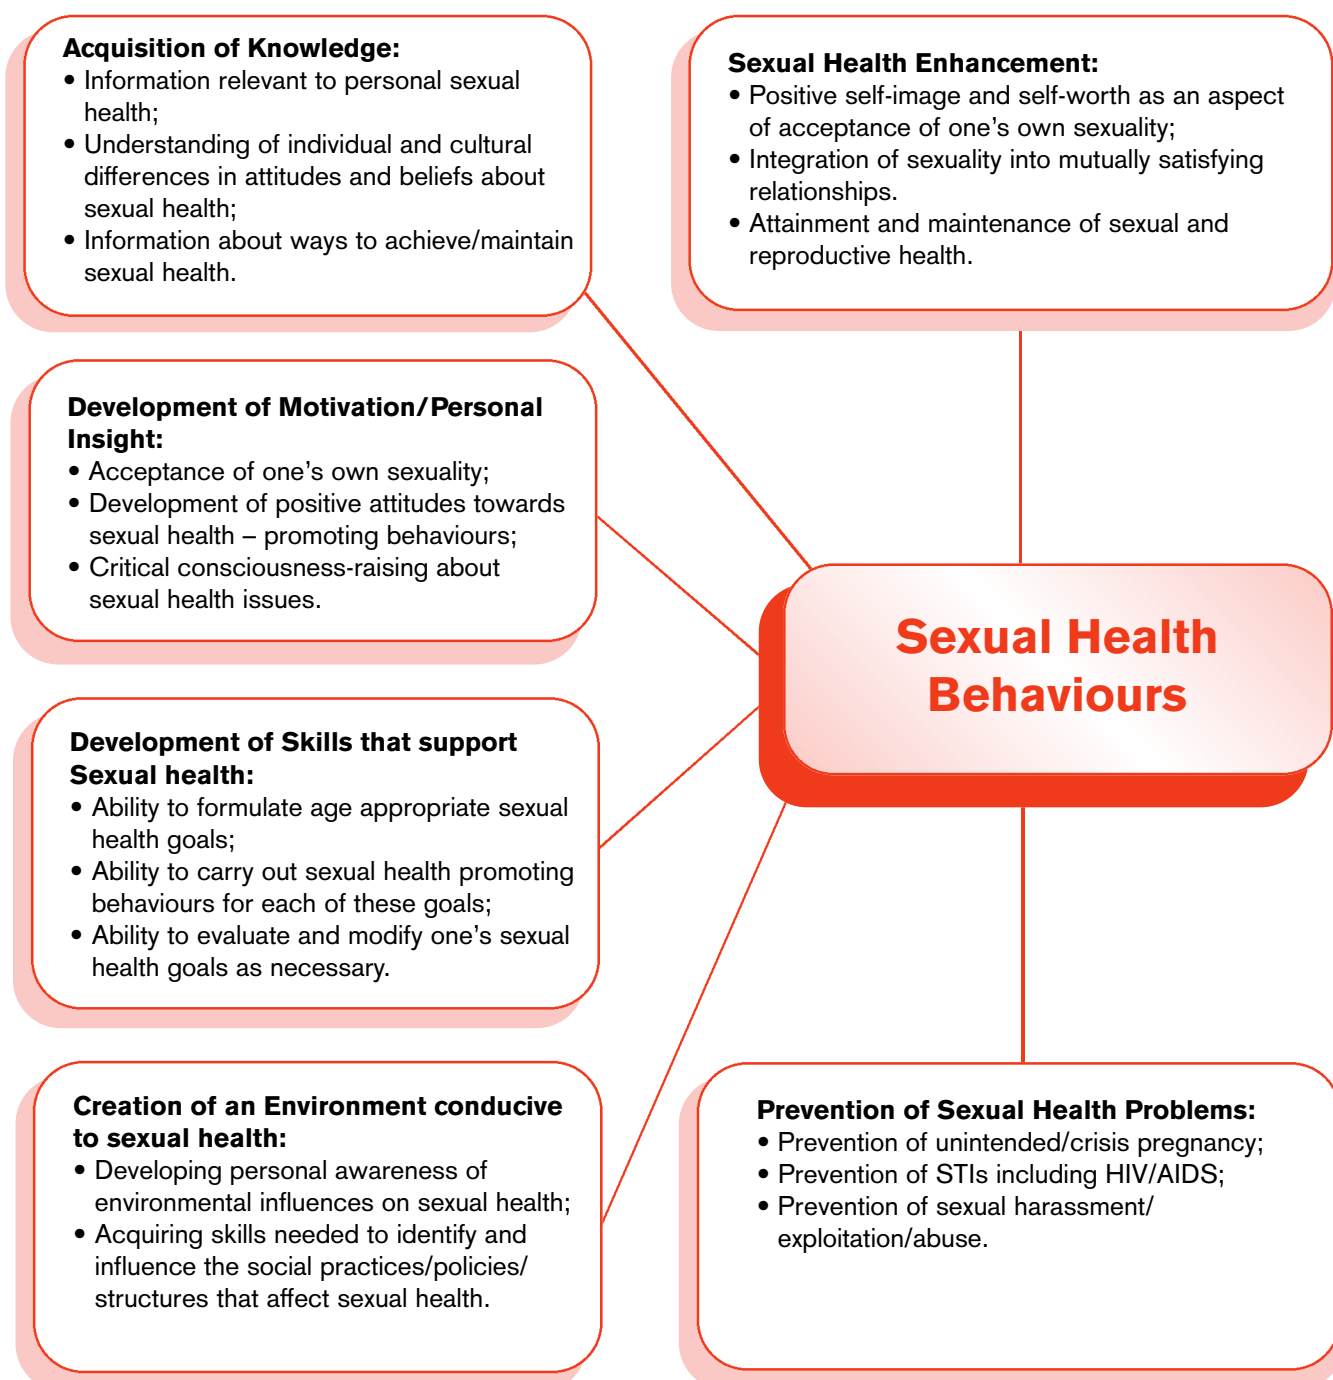 Acquisition of Knowledge:
• Information relevant to personal sexual
health;
• Understanding of individual and cultural
differences in attitudes and beliefs about
sexual health;
• Information about ways to achieve/maintain
sexual health.
Development of Motivation/Personal
Insight:
• Acceptance of one’s own sexuality;
• Development of positive attitudes towards
sexual health – promoting behaviours;
• Critical consciousness-raising about
sexual health issues.
Development of Skills that support
Sexual health:
• Ability to formulate age appropriate sexual
health goals;
• Ability to carry out sexual health promoting
behaviours for each of these goals;
• Ability to evaluate and modify one’s sexual
health goals as necessary.
Creation of an Environment conducive
to sexual health:
• Developing personal awareness of
environmental influences on sexual health;
• Acquiring skills needed to identify and
influence the social practices/policies/
structures that affect sexual health.
Sexual Health Enhancement:
• Positive self-image and self-worth as an aspect
of acceptance of one’s own sexuality;
• Integration of sexuality into mutually satisfying
relationships.
• Attainment and maintenance of sexual and
reproductive health.
Sexual Health
Behaviours
Prevention of Sexual Health Problems:
• Prevention of unintended/crisis pregnancy;
• Prevention of STIs including HIV/AIDS;
• Prevention of sexual harassment/
exploitation/abuse.